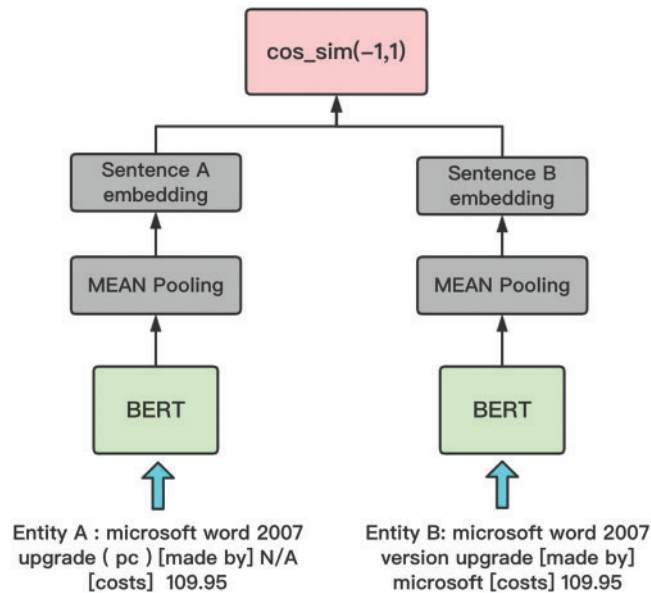 cos_sim(−1,1)
Sentence A
embedding
Sentence B
embedding
MEAN Pooling
MEAN Pooling
BERT
BERT
Entity A : microsoft word 2007
upgrade ( pc ) [made by] N/A
[costs] 109.95
Entity B: microsoft word 2007
version upgrade [made by]
microsoft [costs] 109.95